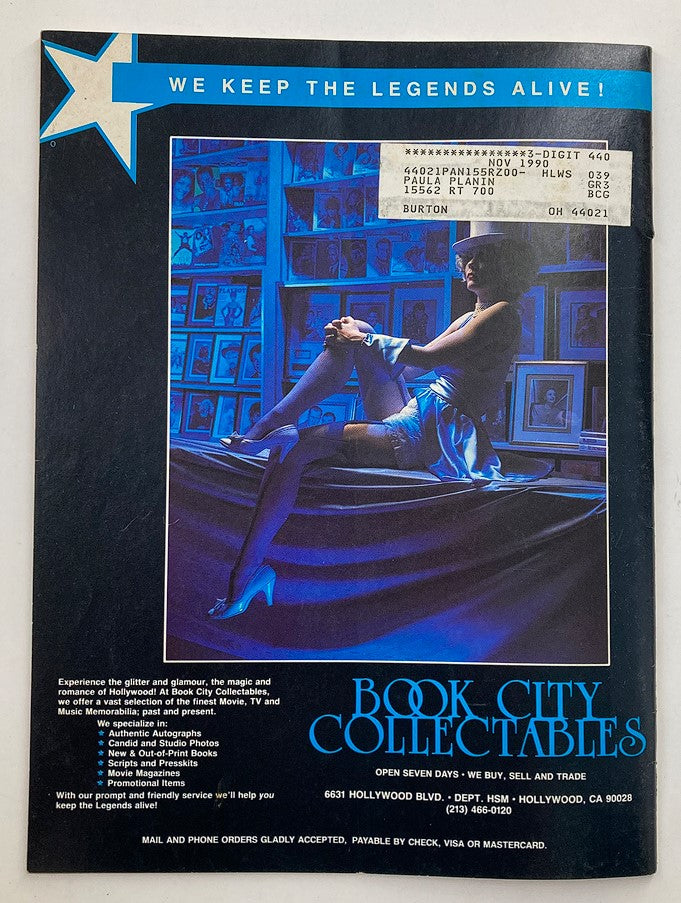 WE KEEP THE LEGENDS ALIVE!
****************3-DIGIT 440
NOV 1990
44021PAN155RZ00- HLWS 039
PAULA PLANIN GR3
15562 RT 700 BCG
BURTON OH 44021
Experience the glitter and glamour, the magic and
romance of Hollywood! At Book City Collectables,
we offer a vast selection of the finest Movie, TV and
Music Memorabilia; past and present.
We specialize in:
★ Authentic Autographs
★ Candid and Studio Photos
★ New & Out-of-Print Books
★ Scripts and Presskits
★ Movie Magazines
★ Promotional Items
With our prompt and friendly service we'll help you
keep the Legends alive!
BOOK CITY
COLLECTABLES
OPEN SEVEN DAYS • WE BUY, SELL AND TRADE
6631 HOLLYWOOD BLVD. • DEPT. HSM • HOLLYWOOD, CA 90028
(213) 466-0120
MAIL AND PHONE ORDERS GLADLY ACCEPTED, PAYABLE BY CHECK, VISA OR MASTERCARD.